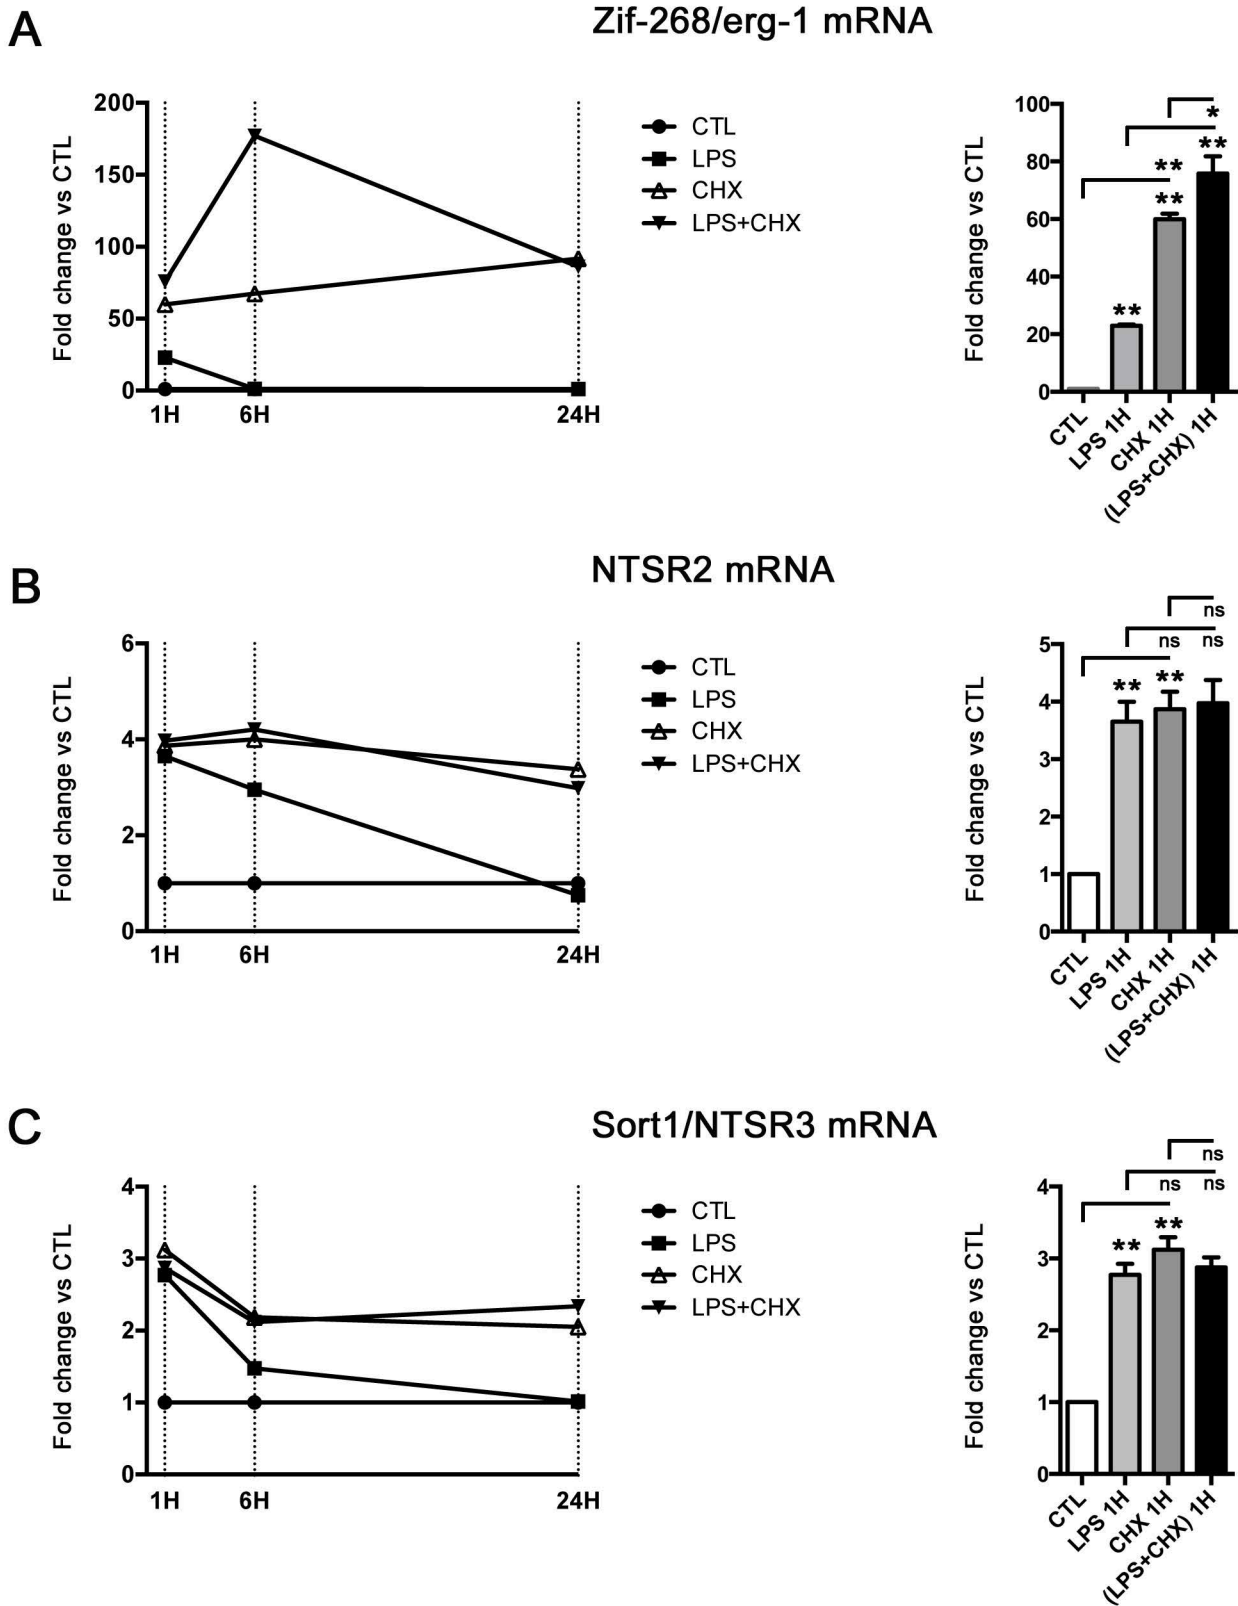 A
Zif-268/erg-1 mRNA
Fold change vs CTL
200
150
100
50
0
1H 6H 24H
CTL
LPS
CHX
LPS+CHX
Fold change vs CTL
100
80
60
40
20
0
*
**
**
**
**
CTL
LPS 1H
CHX 1H
(LPS+CHX) 1H
B
NTSR2 mRNA
Fold change vs CTL
6
4
2
0
1H 6H 24H
CTL
LPS
CHX
LPS+CHX
Fold change vs CTL
5
4
3
2
1
0
ns
ns ns
** **
CTL
LPS 1H
CHX 1H
(LPS+CHX) 1H
C
Sort1/NTSR3 mRNA
Fold change vs CTL
4
3
2
1
0
1H 6H 24H
CTL
LPS
CHX
LPS+CHX
Fold change vs CTL
4
3
2
1
0
ns
ns ns
** **
CTL
LPS 1H
CHX 1H
(LPS+CHX) 1H